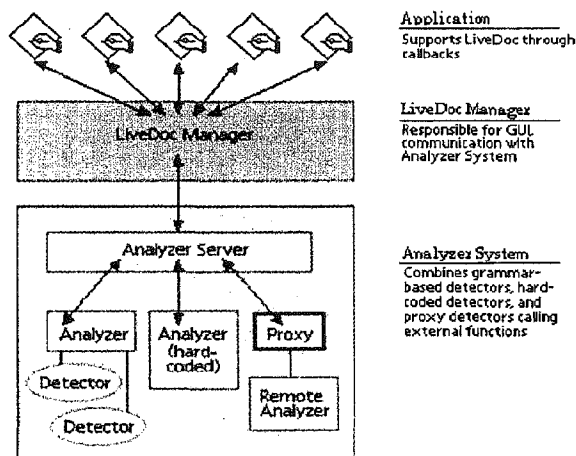 Application
Supports LiveDoc through
callbacks
LiveDoc Manager
LiveDoc Manager
Responsible for GUI,
communication with
Analyzer System
Analyzer Server
Analyzer System
Combines grammar-
based detectors, hard-
coded detectors, and
proxy detectors calling
external functions
Analyzer
Analyzer
(hard-
coded)
Proxy
Detector
Remote
Analyzer
Detector